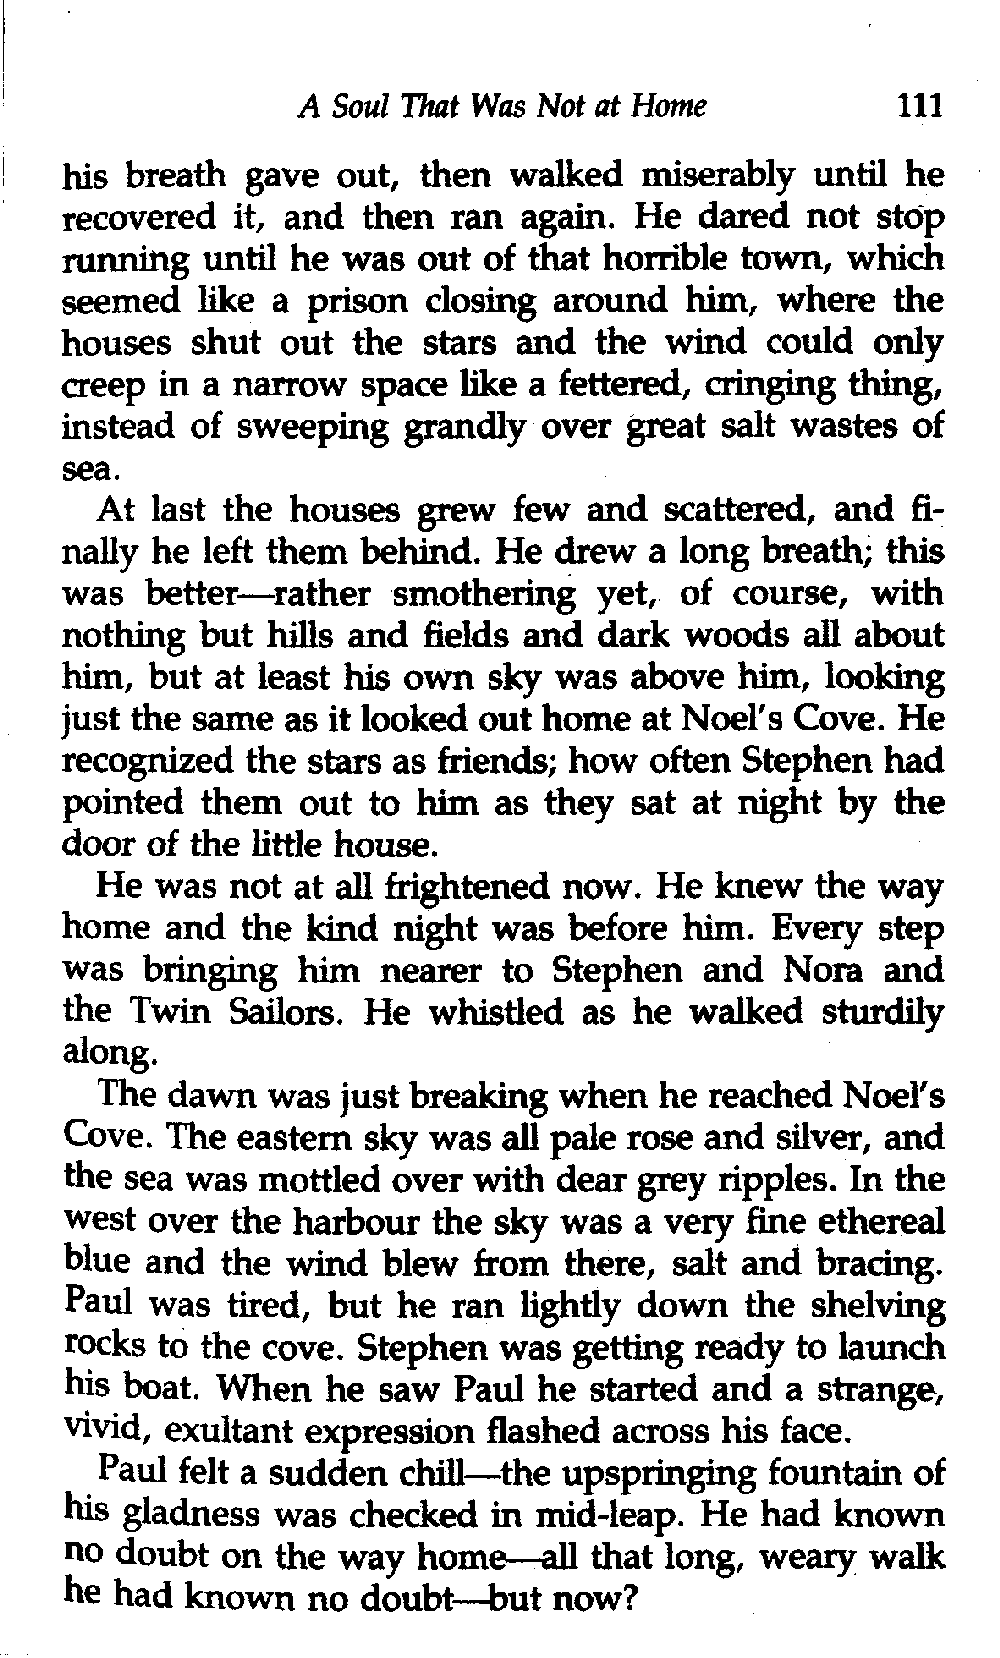 A Soul That Was Not at Home 111
his breath gave out, then walked miserably until he
recovered it, and then ran again. He dared not stop
running until he was out of that horrible town, which
seemed like a prison closing around him, where the
houses shut out the stars and the wind could only
creep in a narrow space like a fettered, cringing thing,
instead of sweeping grandly over great salt wastes of
sea.
At last the houses grew few and scattered, and fi-
nally he left them behind. He drew a long breath; this
was better—rather smothering yet, of course, with
nothing but hills and fields and dark woods all about
him, but at least his own sky was above him, looking
just the same as it looked out home at Noel's Cove. He
recognized the stars as friends; how often Stephen had
pointed them out to him as they sat at night by the
door of the little house.
He was not at all frightened now. He knew the way
home and the kind night was before him. Every step
was bringing him nearer to Stephen and Nora and
the Twin Sailors. He whistled as he walked sturdily
along.
The dawn was just breaking when he reached Noel's
Cove. The eastern sky was all pale rose and silver, and
the sea was mottled over with dear grey ripples. In the
west over the harbour the sky was a very fine ethereal
blue and the wind blew from there, salt and bracing.
Paul was tired, but he ran lightly down the shelving
rocks to the cove. Stephen was getting ready to launch
his boat. When he saw Paul he started and a strange,
vivid, exultant expression flashed across his face.
Paul felt a sudden chill—the upspringing fountain of
his gladness was checked in mid-leap. He had known
no doubt on the way home—all that long, weary walk
he had known no doubt—but now?